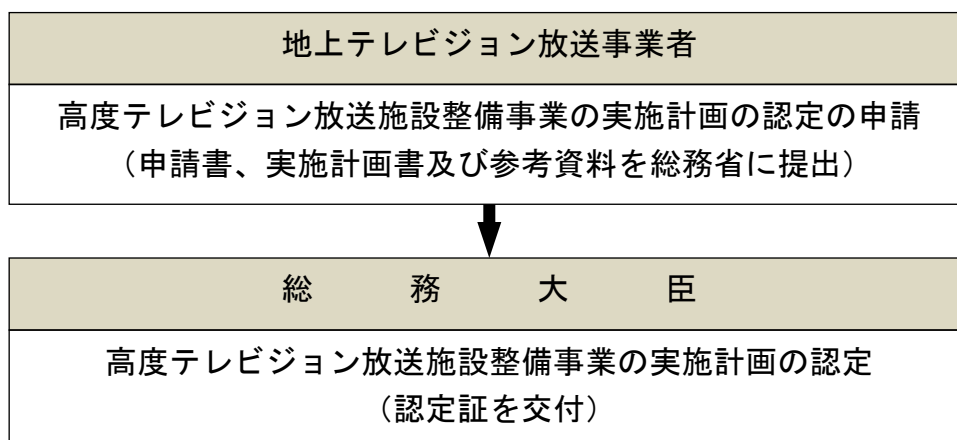 地上テレビジョン放送事業者
高度テレビジョン放送施設整備事業の実施計画の認定の申請
（申請書、実施計画書及び参考資料を総務省に提出）
総務大臣
高度テレビジョン放送施設整備事業の実施計画の認定
（認定証を交付）